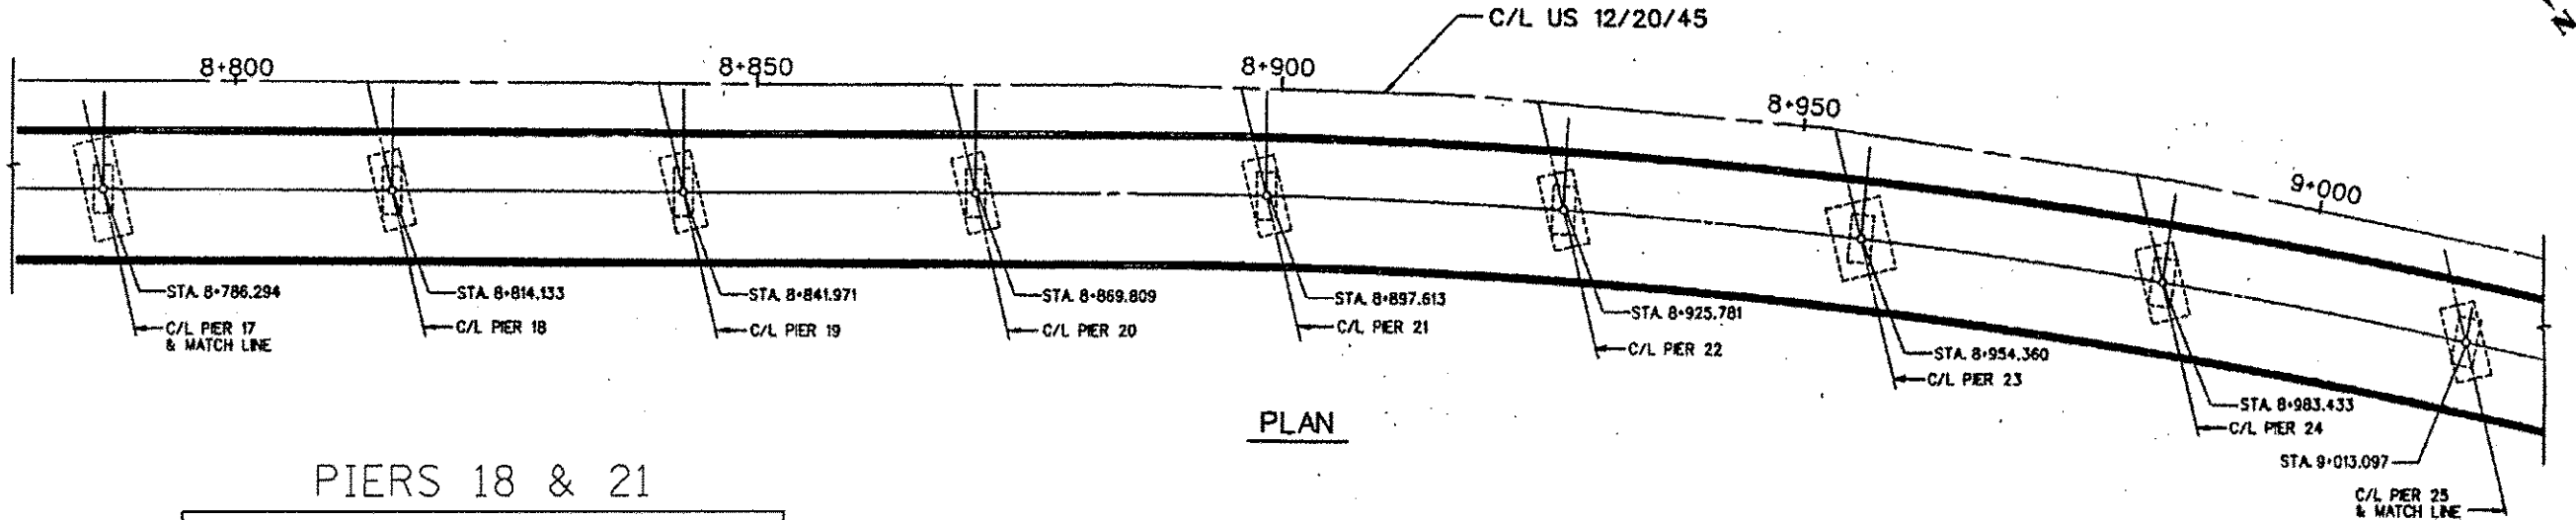 C/L US 12/20/45
N
8+800
8+850
8+900
8+950
9+000
STA. 8+786.294
C/L PIER 17
& MATCH LINE
STA. 8+814.133
C/L PIER 18
STA. 8+841.971
C/L PIER 19
STA. 8+869.809
C/L PIER 20
STA. 8+897.613
C/L PIER 21
STA. 8+925.781
C/L PIER 22
STA. 8+954.360
C/L PIER 23
STA. 8+983.433
C/L PIER 24
STA. 9+013.097
C/L PIER 25
& MATCH LINE
PLAN
PIERS 18 & 21